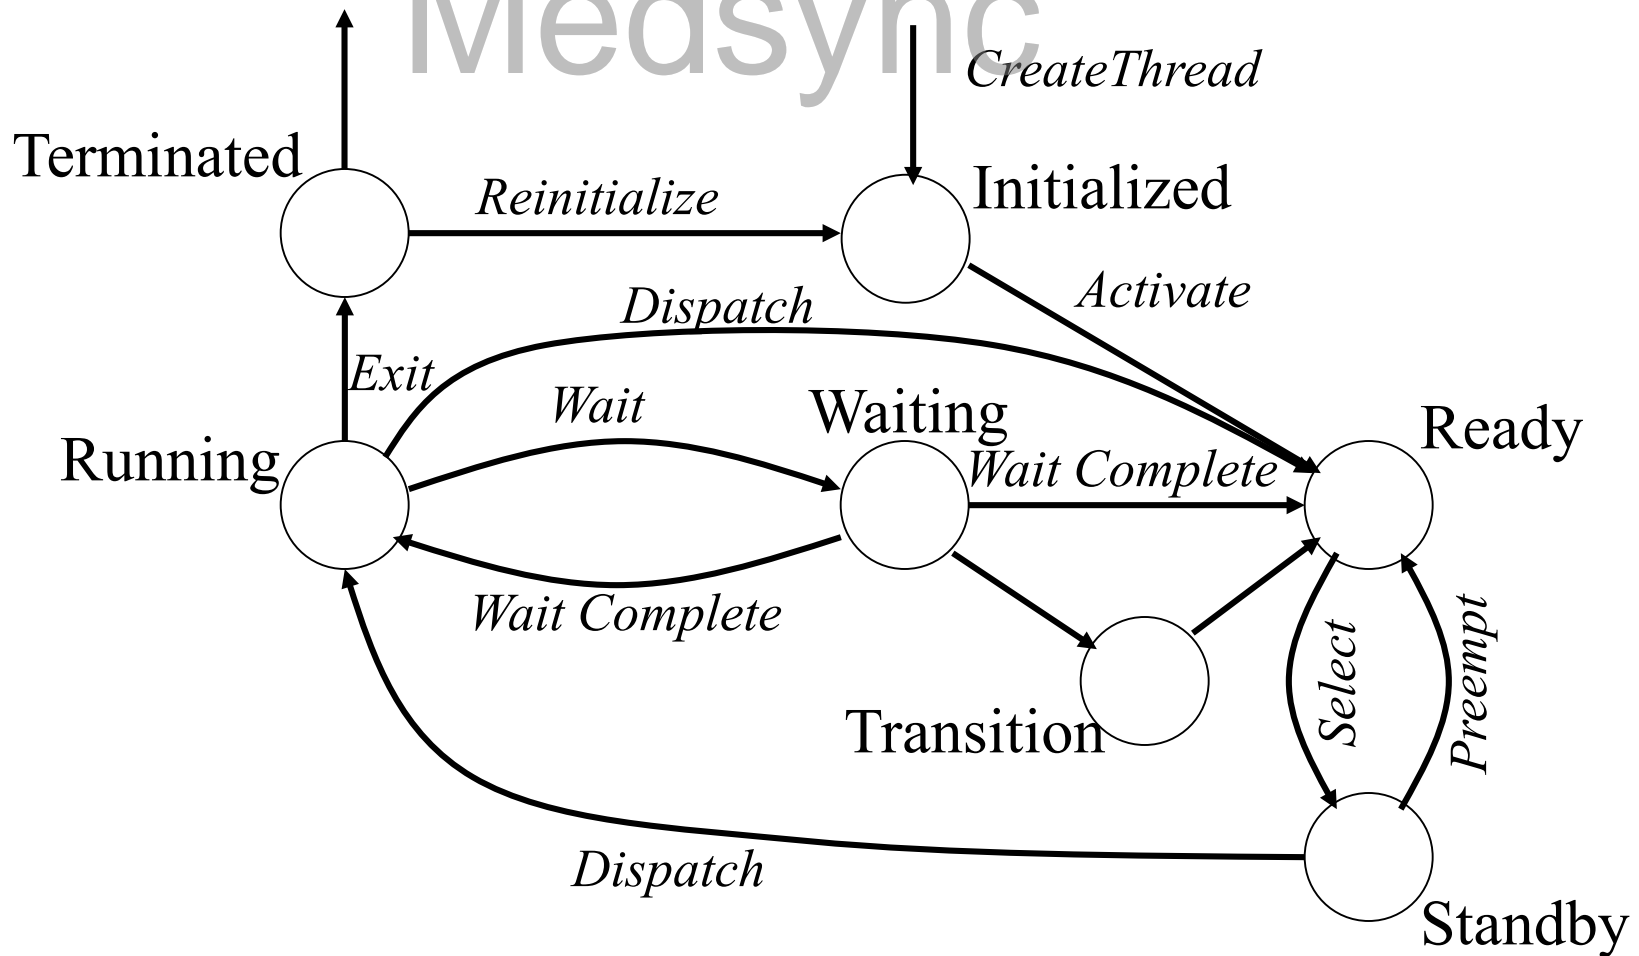 Medsync
CreateThread
Terminated
Initialized
Reinitialize
Activate
Dispatch
Exit
Wait
Waiting
Ready
Running
Wait Complete
Wait Complete
Select
Preempt
Transition
Dispatch
Standby